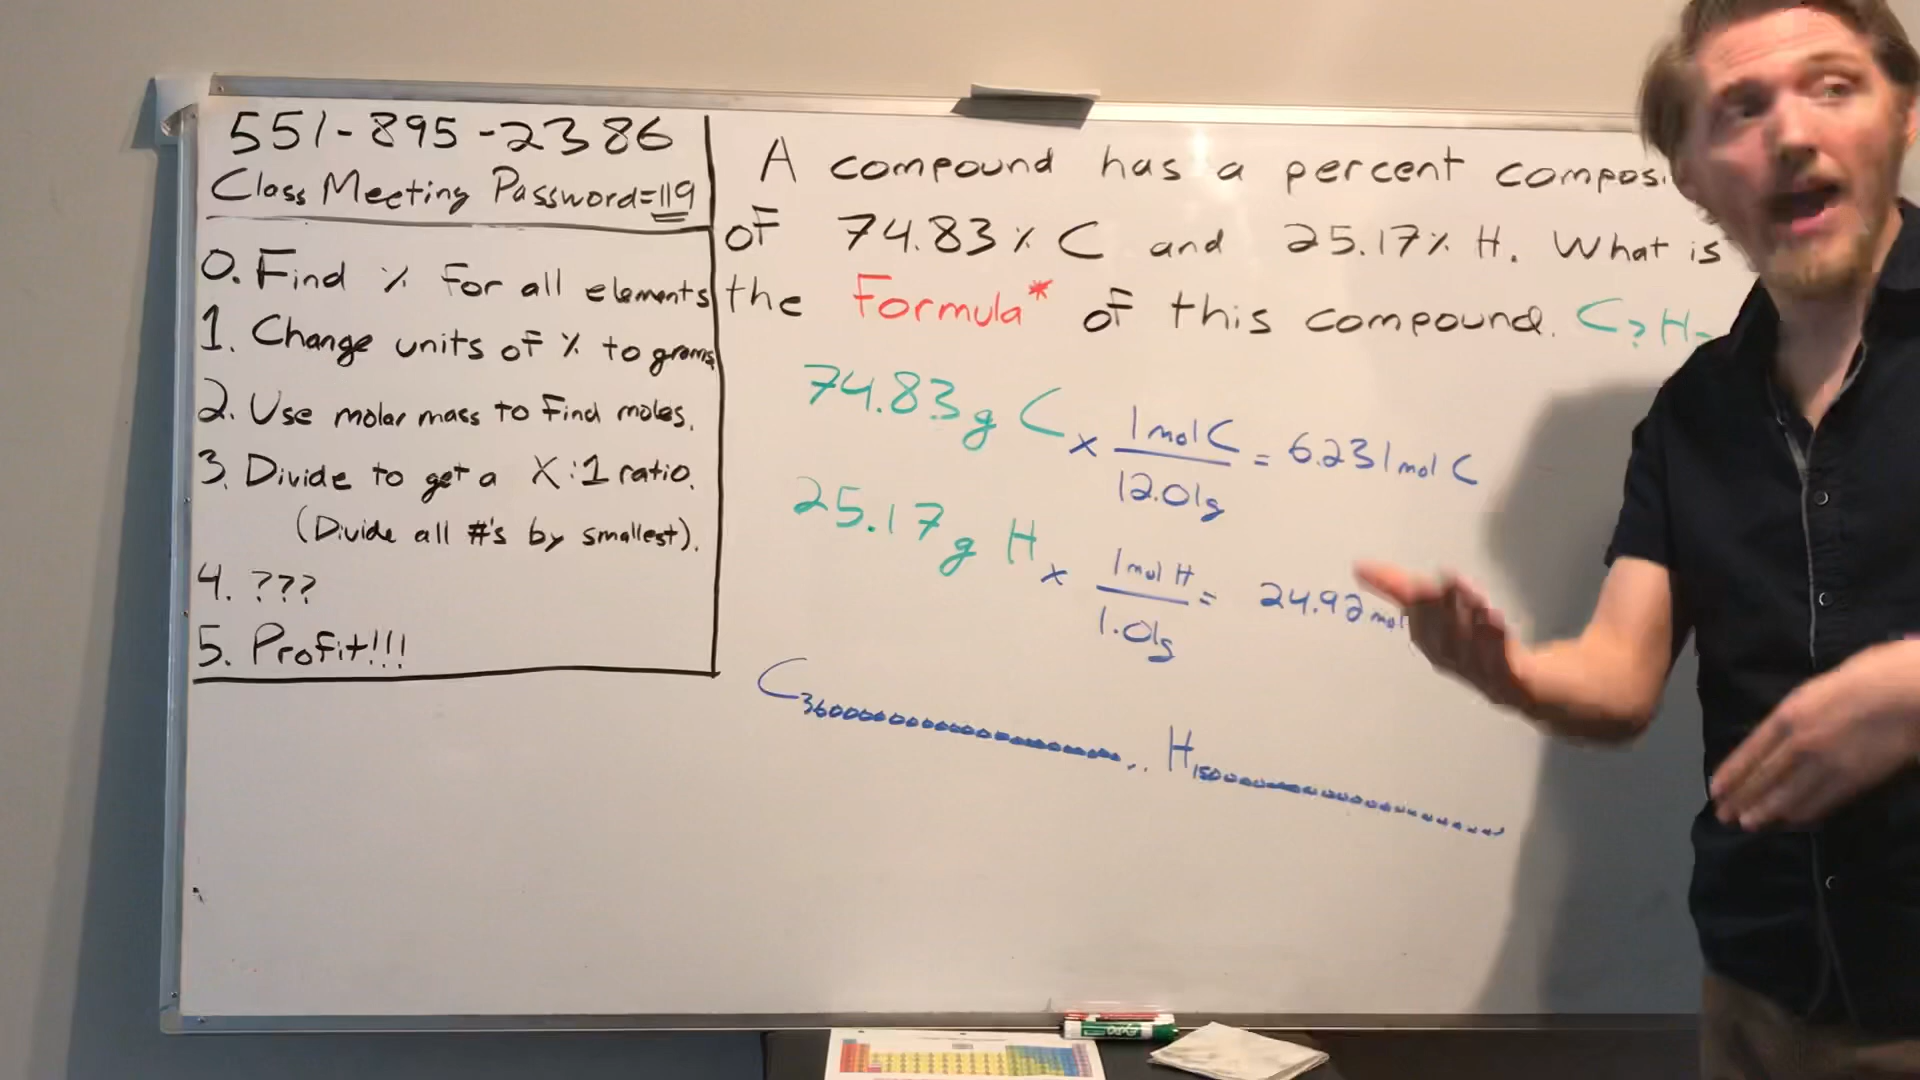 551-895-2386
Class Meeting Password=119
0. Find % for all elements
1. Change units of % to grams
2. Use molar mass to find moles.
3. Divide to get a X:1 ratio.
(Divide all #'s by smallest).
4. ???
5. Profit!!!
A compound has a percent
of 74.83% C and 25.17% H. What is
the Formula* of this compound. C?H
74.83g C x 1 mol C / 12.01g = 6.231 mol C
25.17g H x 1 mol H / 1.01g = 24.92 mol